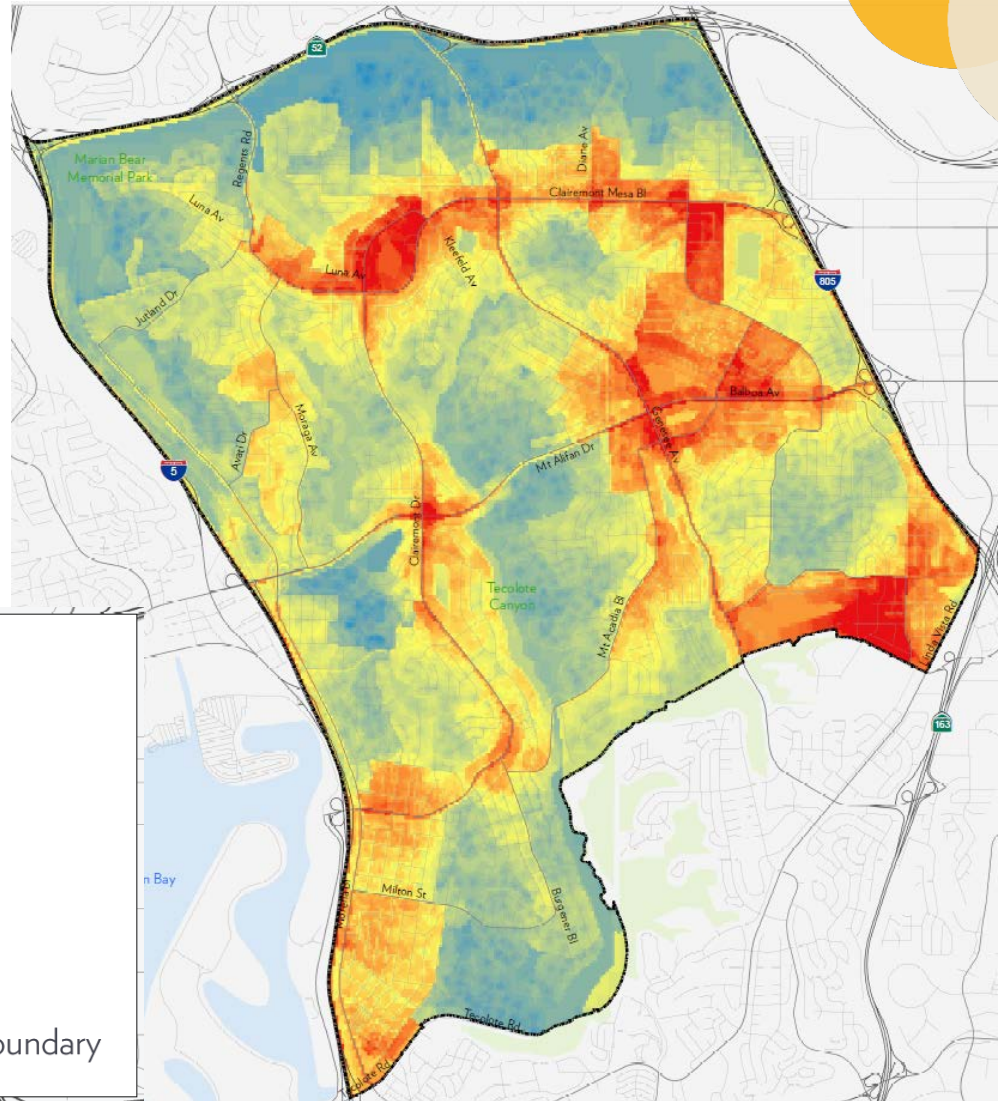 52
Marian Bear
Memorial Park
Regents Rd
Diane Av
Clairemont Mesa Bl
Luna Av
Kleefeld Av
Luna Av
805
Jutland Dr
Balboa Av
Moraga Av
Genesee Av
Avati Dr
Mt Alifan Dr
5
Clairemont Dr
Tecolote
Canyon
Mt Acadia Bl
Linda Vista Rd
163
n Bay
Milton St
Burgener Bl
Tecolote Rd
oundary
colote Rd